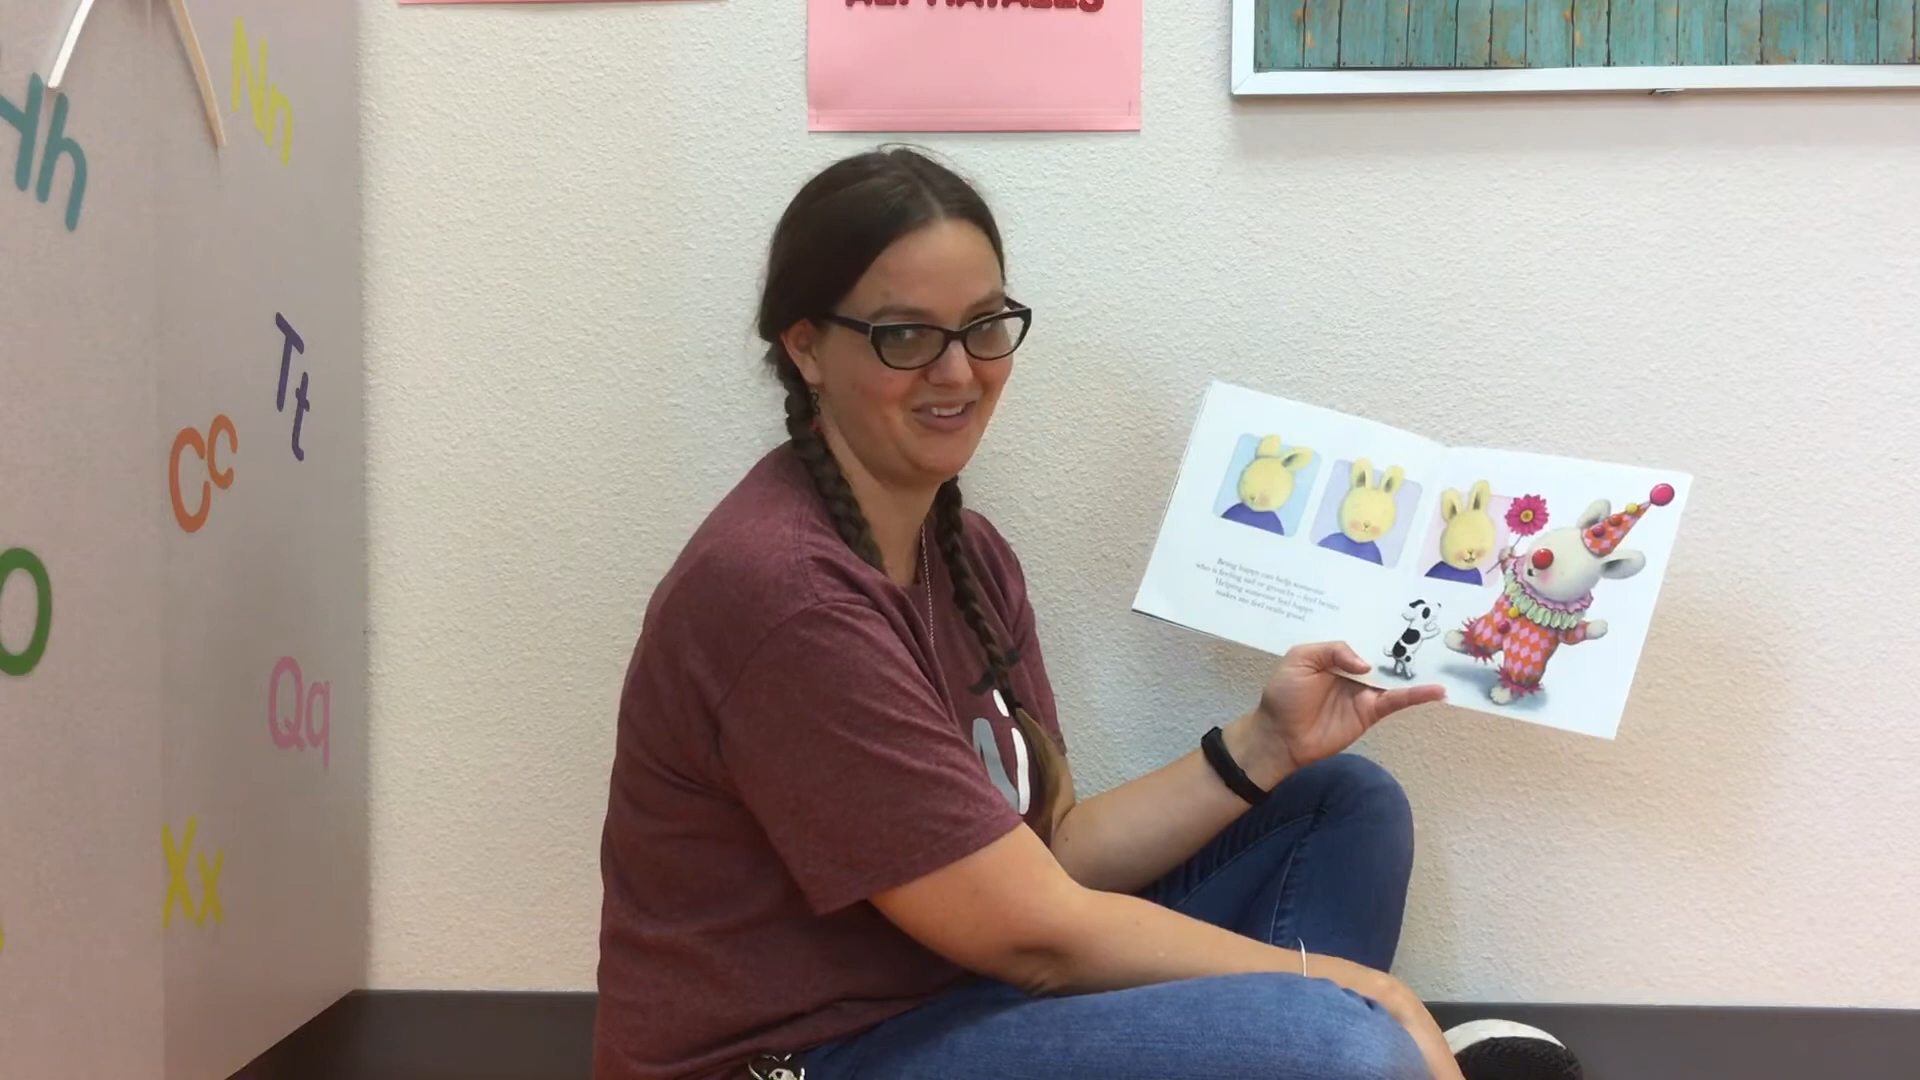 ALPHATALES
Hh
Nn
Tt
Cc
O
Qq
Xx
Being happy can help someone
who is feeling sad or grouchy – feel better.
Helping someone feel happy
makes me feel really good.